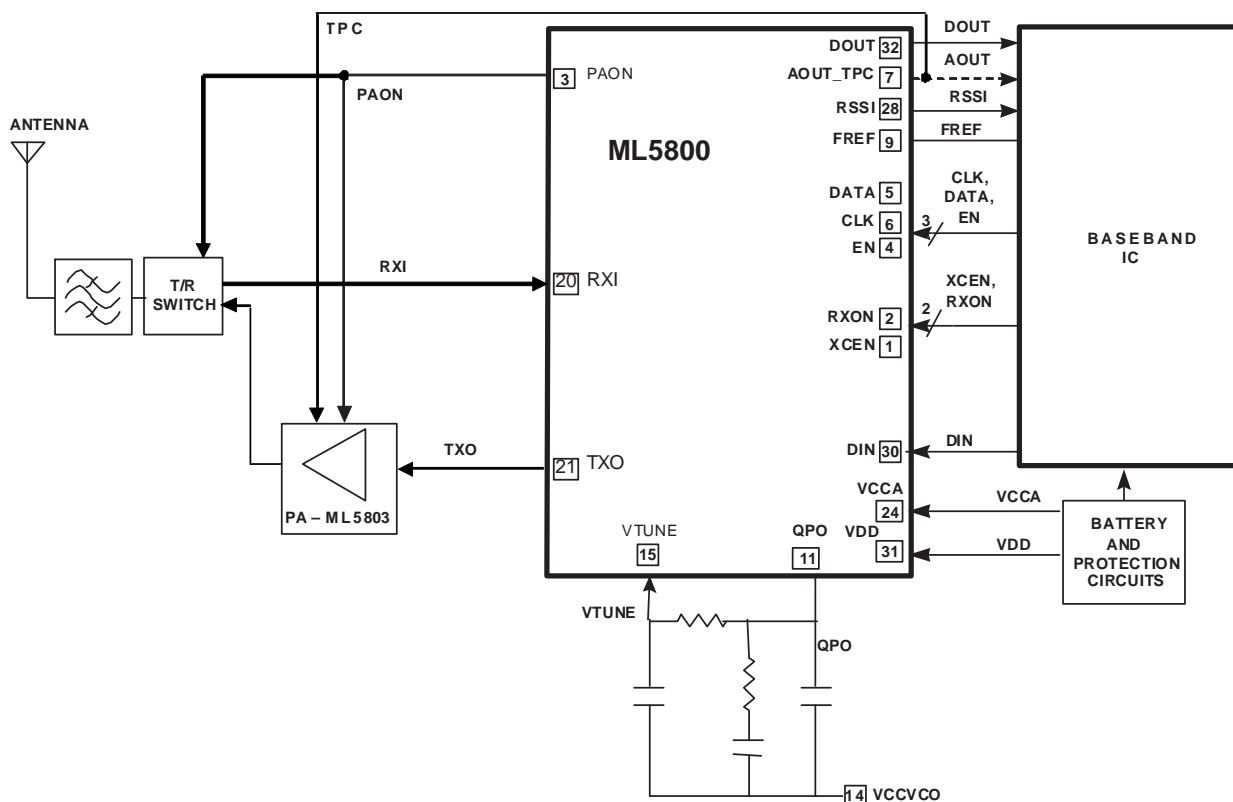 TPC
DOUT
DOUT 32
AOUT
AOUT_TPC 7
3 PAON
PAON
RSSI 28
RSSI
FREF 9
FREF
ANTENNA
ML5800
DATA 5
CLK 6
EN 4
3
CLK,
DATA,
EN
BASEBAND
IC
T/R
SWITCH
RXI
20 RXI
XCEN,
RXON
RXON 2
XCEN 1
2
TXO
21 TXO
PA – ML5803
DIN 30
DIN
VCCA
24
VCCA
VDD
31
VDD
BATTERY
AND
PROTECTION
CIRCUITS
VTUNE
15
QPO
11
VTUNE
QPO
14 VCCVCO